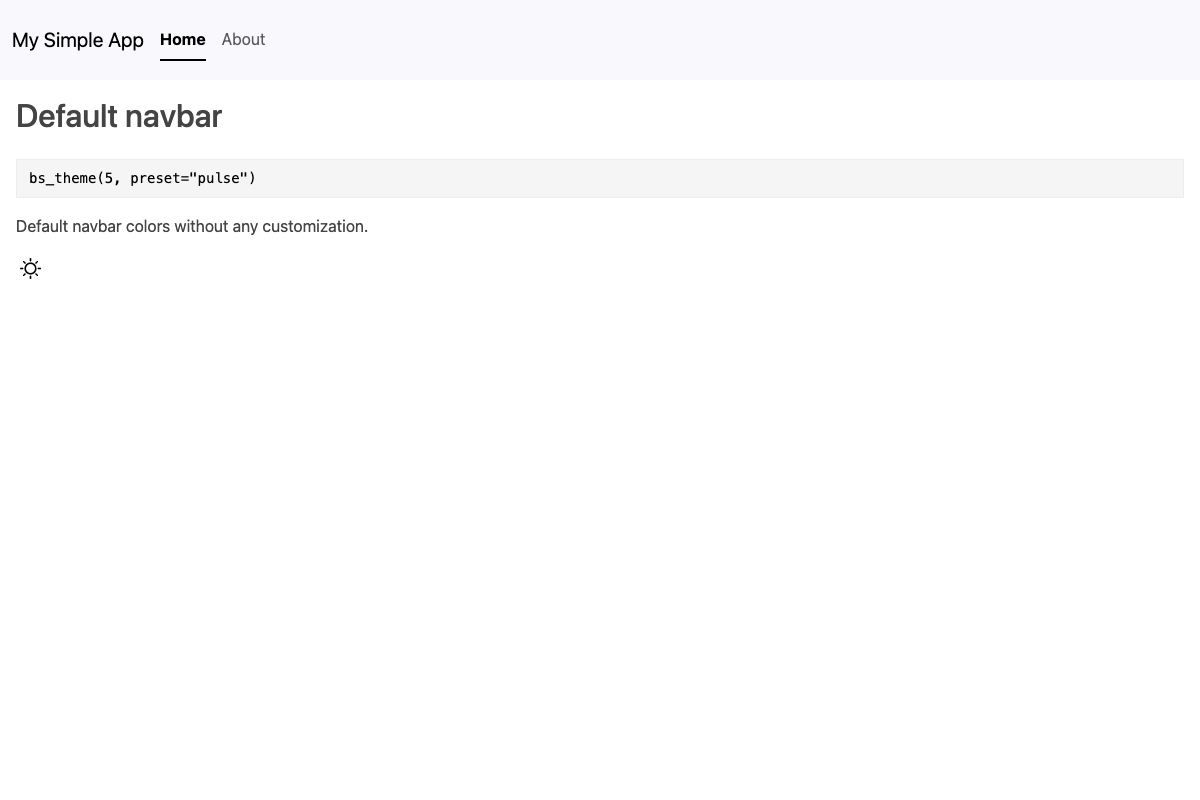 My Simple App Home About
Default navbar
bs_theme(5, preset="pulse")
Default navbar colors without any customization.